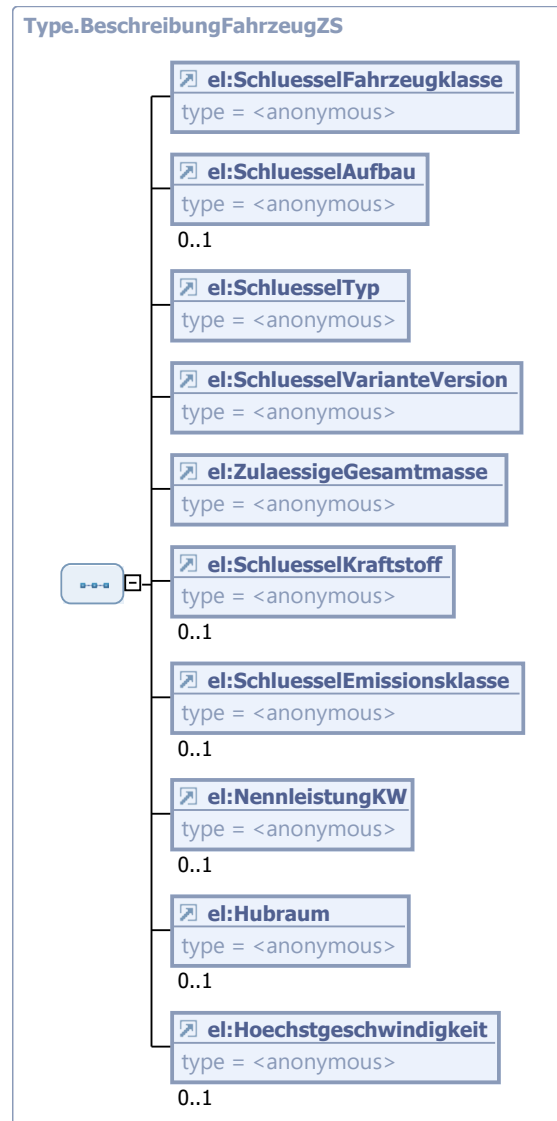 Type.BeschreibungFahrzeugZS
el:SchluesselFahrzeugklasse
type = <anonymous>
el:SchluesselAufbau
type = <anonymous>
0..1
el:SchluesselTyp
type = <anonymous>
el:SchluesselVarianteVersion
type = <anonymous>
el:ZulaessigeGesamtmasse
type = <anonymous>
el:SchluesselKraftstoff
type = <anonymous>
0..1
el:SchluesselEmissionsklasse
type = <anonymous>
0..1
el:NennleistungKW
type = <anonymous>
0..1
el:Hubraum
type = <anonymous>
0..1
el:Hoechstgeschwindigkeit
type = <anonymous>
0..1